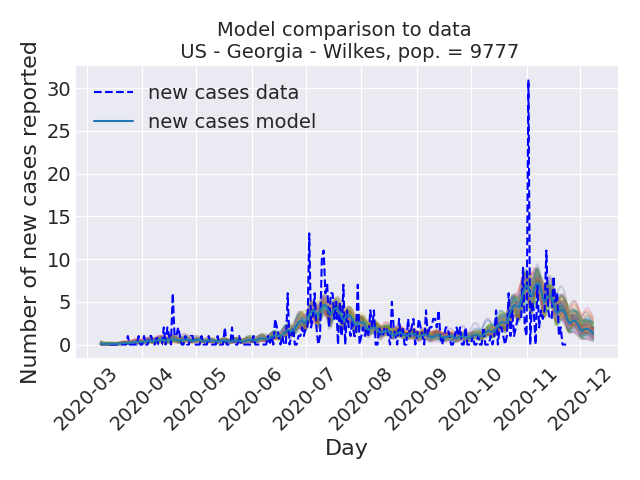 Model comparison to data
US - Georgia - Wilkes, pop. = 9777
Number of new cases reported
30
25
20
15
10
5
0
new cases data
new cases model
2020-03
2020-04
2020-05
2020-06
2020-07
2020-08
2020-09
2020-10
2020-11
2020-12
Day